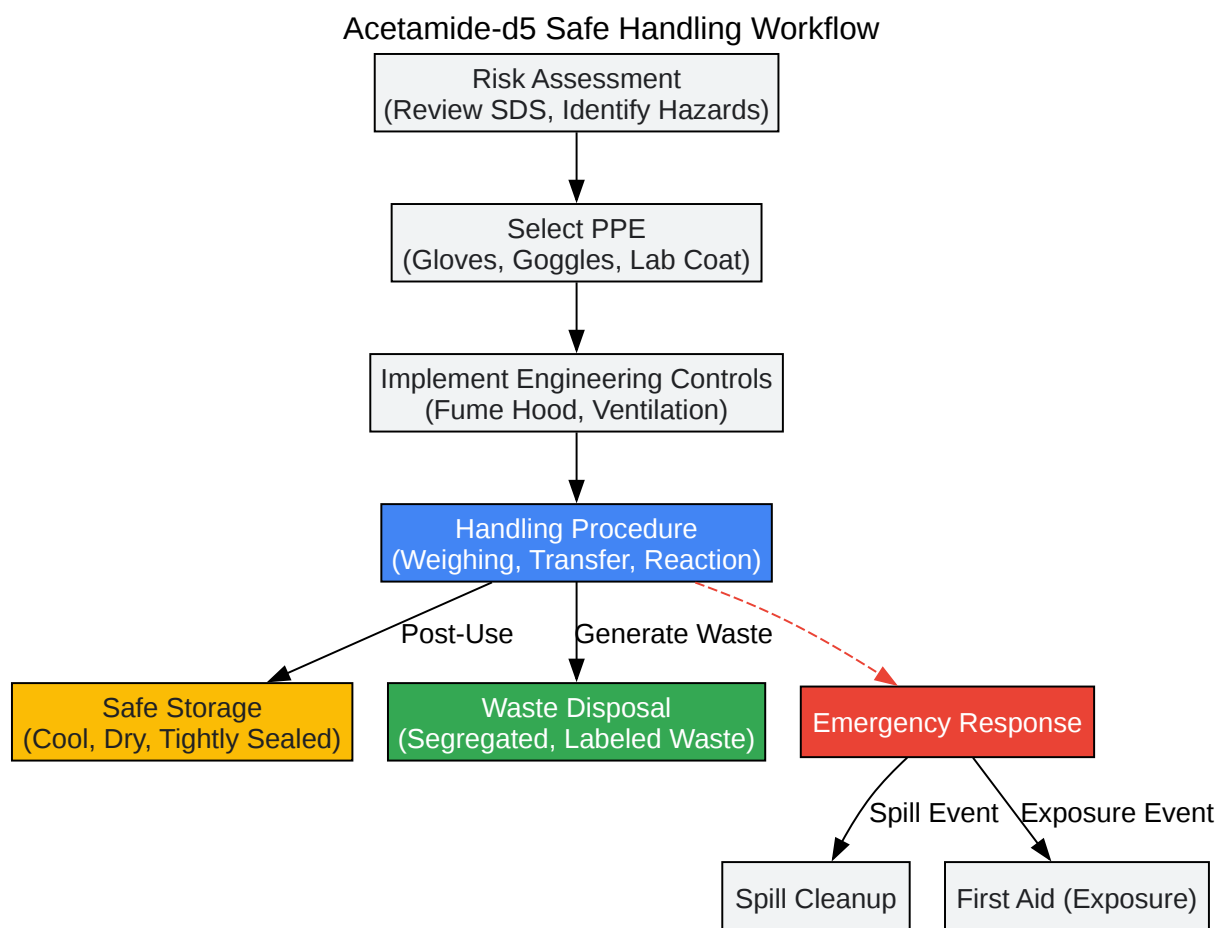 Acetamide-d5 Safe Handling Workflow
Risk Assessment
(Review SDS, Identify Hazards)
Select PPE
(Gloves, Goggles, Lab Coat)
Implement Engineering Controls
(Fume Hood, Ventilation)
Handling Procedure
(Weighing, Transfer, Reaction)
Post-Use
Generate Waste
Safe Storage
(Cool, Dry, Tightly Sealed)
Waste Disposal
(Segregated, Labeled Waste)
Emergency Response
Spill Event
Exposure Event
Spill Cleanup
First Aid (Exposure)